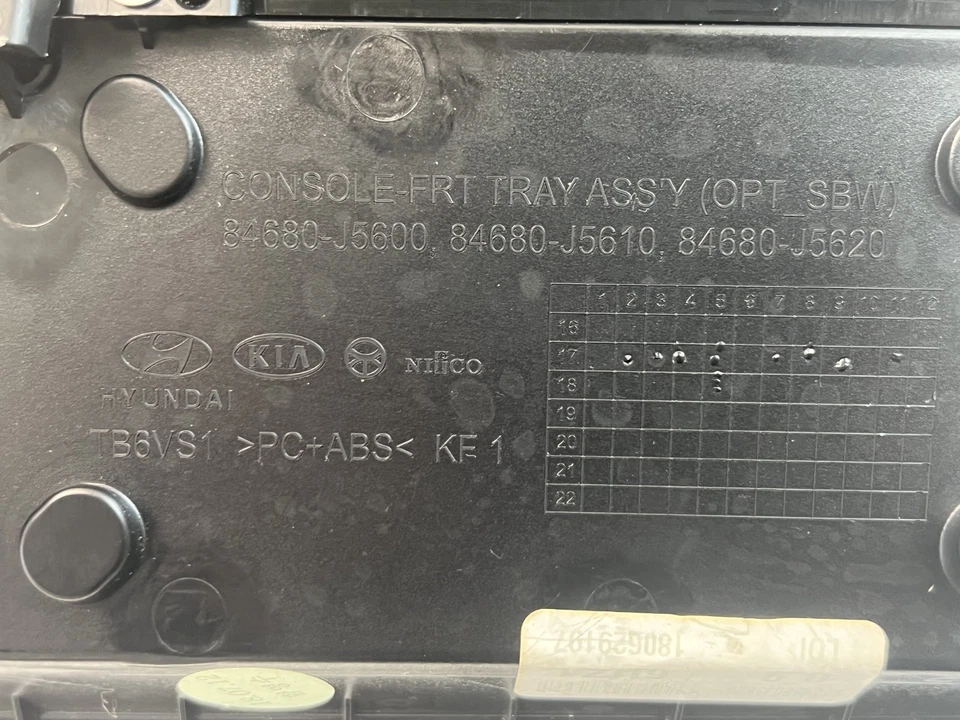 CONSOLE-FRT TRAY ASS'Y (OPT_SBW)
84680-J5600, 84680-J5610, 84680-J5620
1 2 3 4 5 6 7 8 9 10 11 12
16
17
18
19
20
21
22
KIA NIFCO
HYUNDAI
TB6VS1 >PC+ABS< KF 1
LOT 180629197